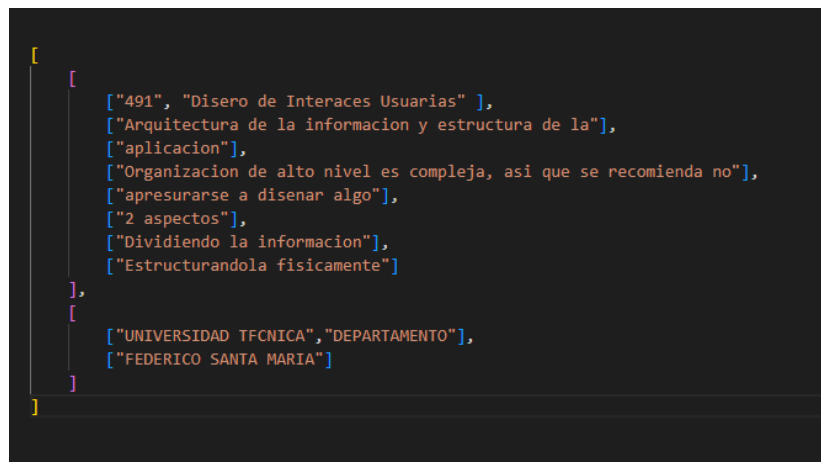 [
[
["491", "Disero de Interaces Usuarias" ],
["Arquitectura de la informacion y estructura de la"],
["aplicacion"],
["Organizacion de alto nivel es compleja, asi que se recomienda no"],
["apresurarse a disenar algo"],
["2 aspectos"],
["Dividiendo la informacion"],
["Estructurandola fisicamente"]
],
[
["UNIVERSIDAD TFCNICA","DEPARTAMENTO"],
["FEDERICO SANTA MARIA"]
]
]